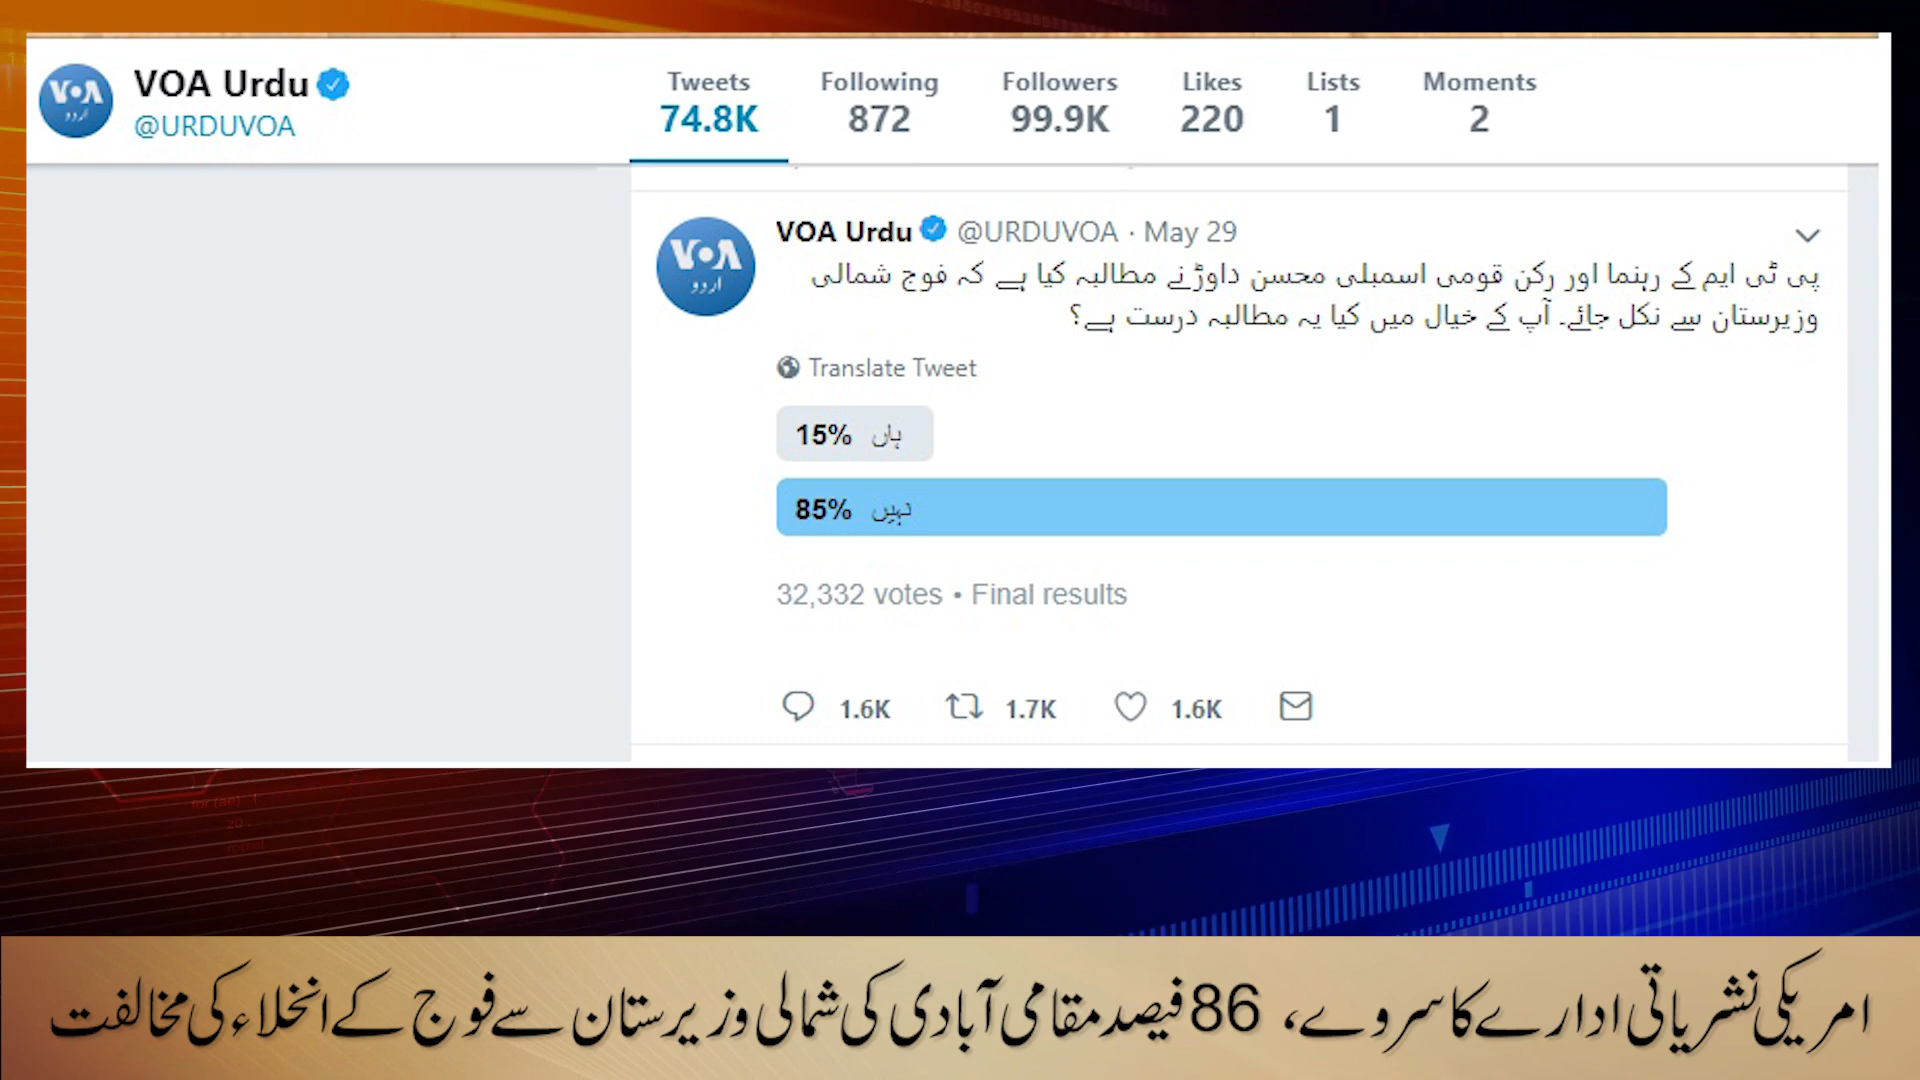 VOA Urdu
@URDUVOA
Tweets Following Followers Likes Lists Moments
74.8K 872 99.9K 220 1 2
VOA
اردو
VOA Urdu @URDUVOA · May 29
پی ٹی ایم کے رہنما اور رکن قومی اسمبلی محسن داوڑ نے مطالبہ کیا ہے کہ فوج شمالی
وزیرستان سے نکل جائے۔ آپ کے خیال میں کیا یہ مطالبہ درست ہے؟
Translate Tweet
15% ہاں
85% نہیں
32,332 votes • Final results
1.6K 1.7K 1.6K
امریکی نشریاتی ادارے کا سروے، 86 فیصد مقامی آبادی کی شمالی وزیرستان سے فوج کے انخلاء کی مخالفت